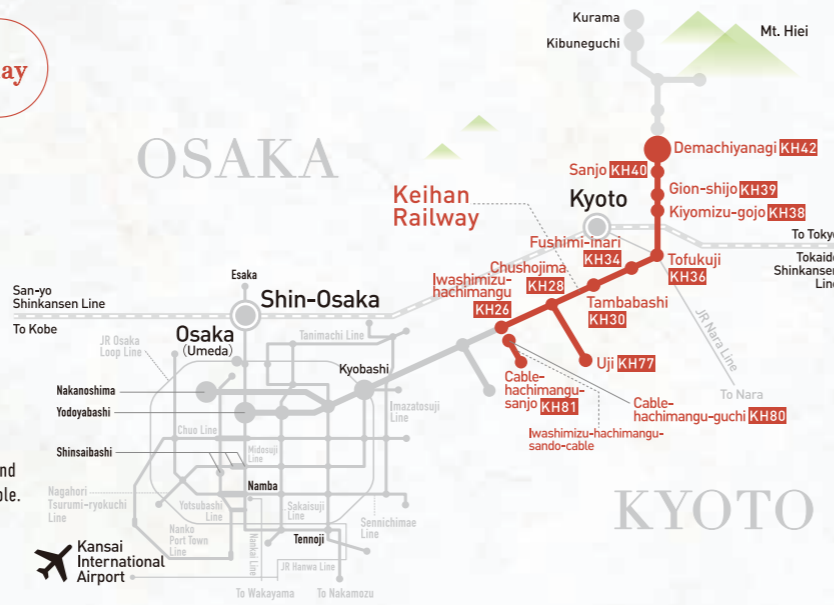 ay
Kurama
Kibuneguchi
Mt. Hiei
OSAKA
Demachiyanagi KH42
Sanjo KH40
Keihan
Railway
Gion-shijo KH39
Kyoto
Kiyomizu-gojo KH38
To Tokyo
Fushimi-inari
KH34
Tofukuji
KH36
Tokaido
Shinkansen
Line
Chushojima
KH28
Iwashimizu-
hachimangu
KH26
Tambabashi
KH30
Esaka
San-yo
Shinkansen Line
To Kobe
Shin-Osaka
JR Nara Line
JR Osaka
Loop Line
Osaka
(Umeda)
Tanimachi Line
Uji KH77
Kyobashi
To Nara
Nakanoshima
Cable-
hachimangu-
sanjo KH81
Cable-
hachimangu-guchi KH80
Yodoyabashi
Imazatosuji
Line
Iwashimizu-hachimangu-
sando-cable
Chuo Line
Shinsaibashi
Midosuji
Line
nd
ple.
Namba
Nagahori
Tsurumi-ryokuchi
Line
Yotsubashi
Line
Sakaisuji
Line
KYOTO
Nanko
Port Town
Line
Nankai Line
Sennichimae
Line
Tennoji
Kansai
International
Airport
JR Hanwa Line
To Wakayama
To Nakamozu